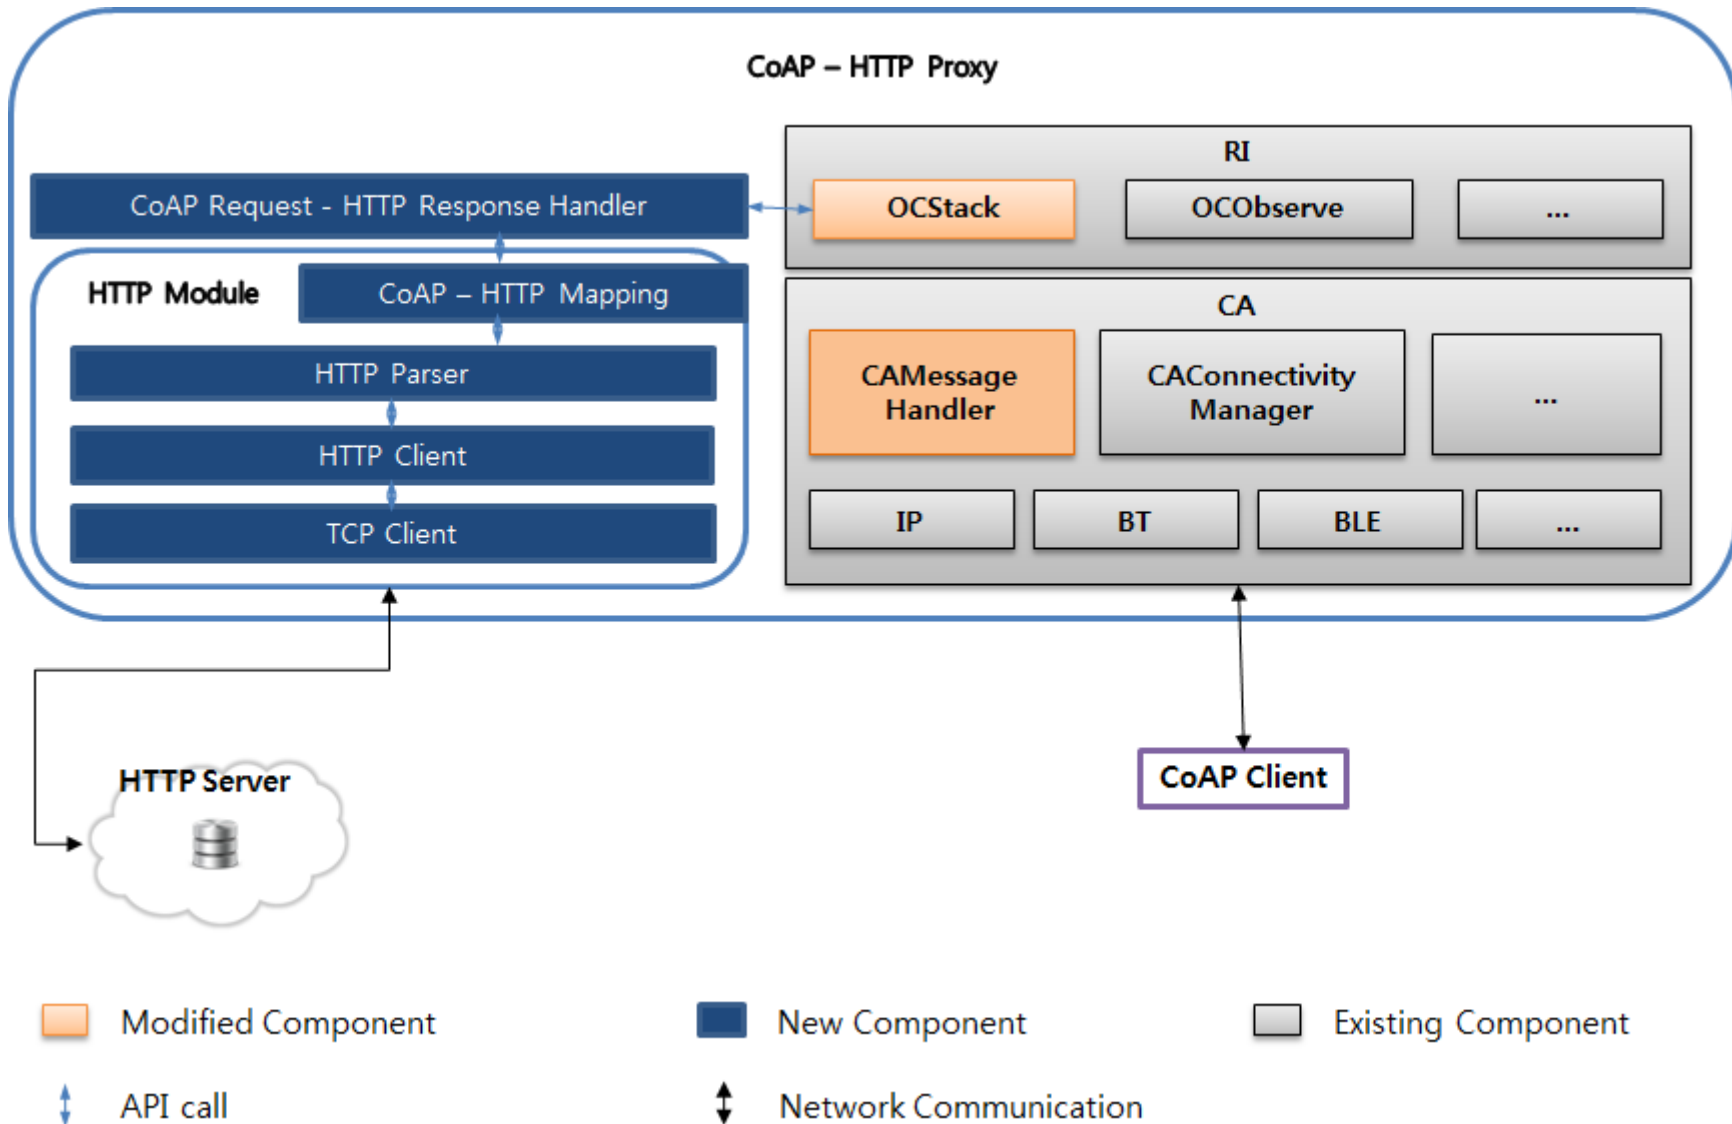 CoAP – HTTP Proxy
RI
CoAP Request - HTTP Response Handler
OCStack
OCObserve
...
HTTP Module
CoAP – HTTP Mapping
CA
HTTP Parser
CAMessage
Handler
CAConnectivity
Manager
...
HTTP Client
TCP Client
IP
BT
BLE
...
HTTP Server
CoAP Client
Modified Component
New Component
Existing Component
API call
Network Communication